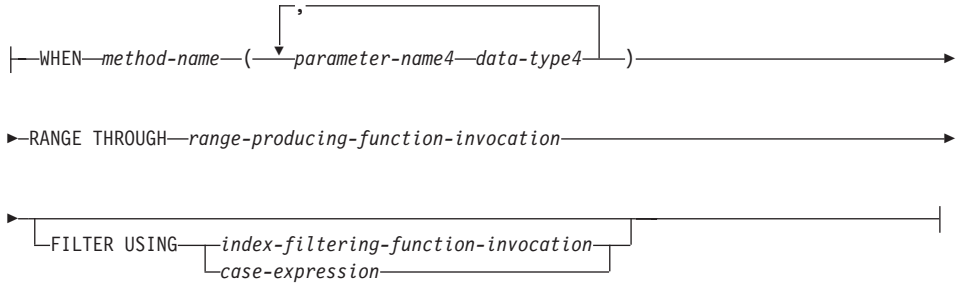 ,
WHEN method-name ( parameter-name4 data-type4 )
RANGE THROUGH range-producing-function-invocation
FILTER USING index-filtering-function-invocation
case-expression